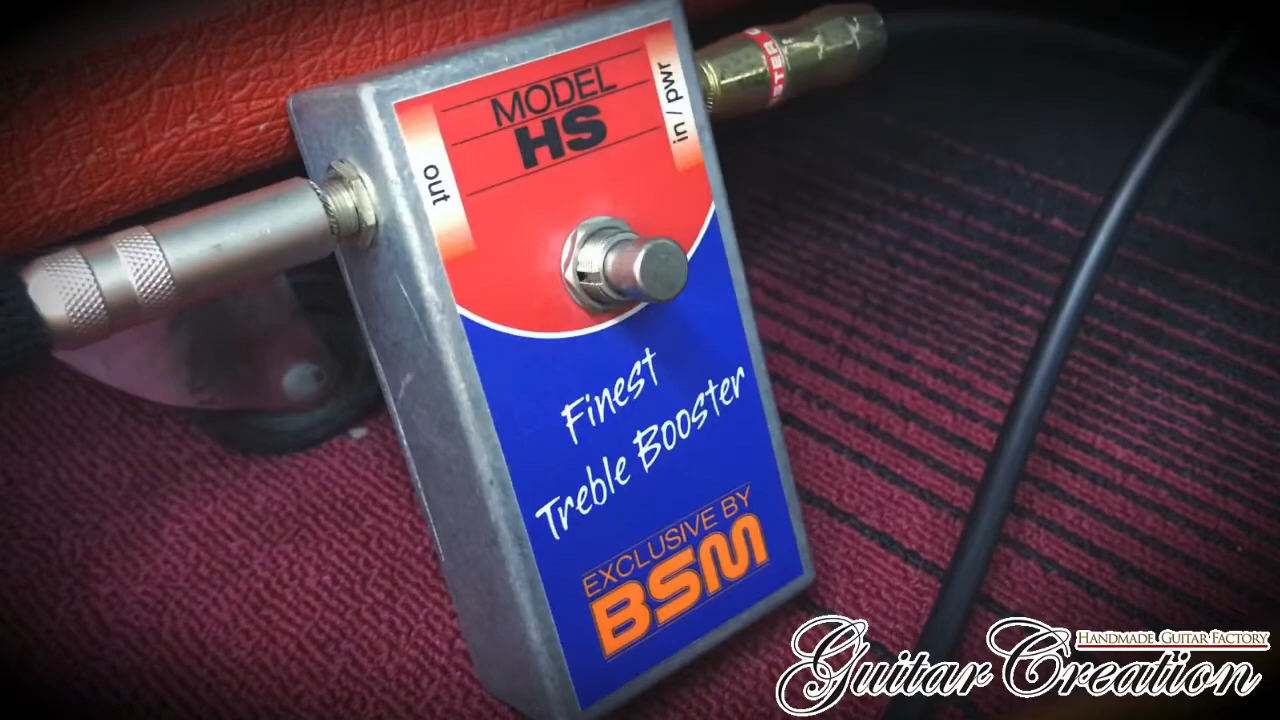 MODEL
HS
out
in / pwr
Finest
Treble Booster
EXCLUSIVE BY
BSM
HANDMADE GUITAR FACTORY
Guitar Creation